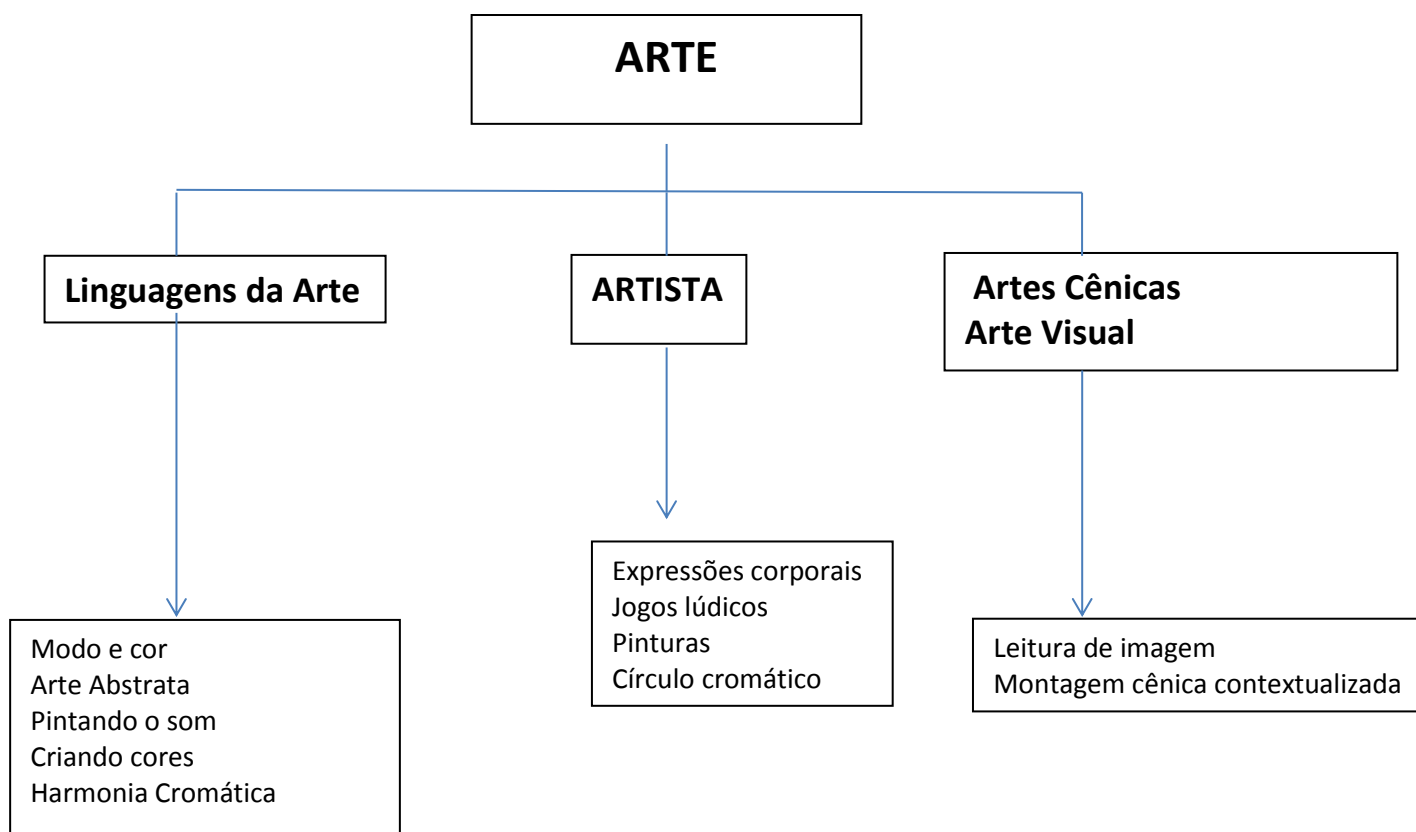 ARTE
Linguagens da Arte
ARTISTA
Artes Cênicas
Arte Visual
Modo e cor
Arte Abstrata
Pintando o som
Criando cores
Harmonia Cromática
Expressões corporais
Jogos lúdicos
Pinturas
Círculo cromático
Leitura de imagem
Montagem cênica contextualizada